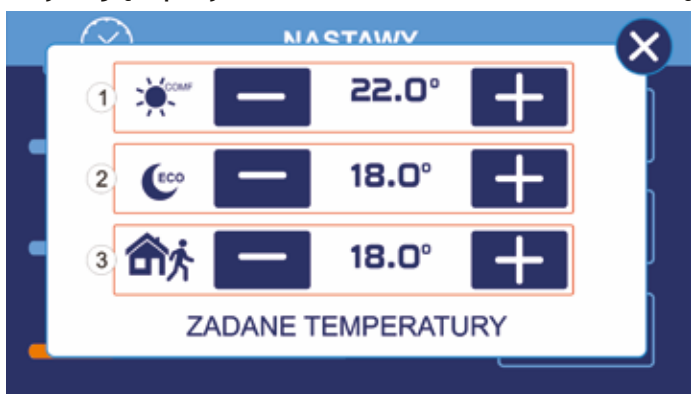 NASTAWY
1 COMF 22.0°
2 ECO 18.0°
3 18.0°
ZADANE TEMPERATURY